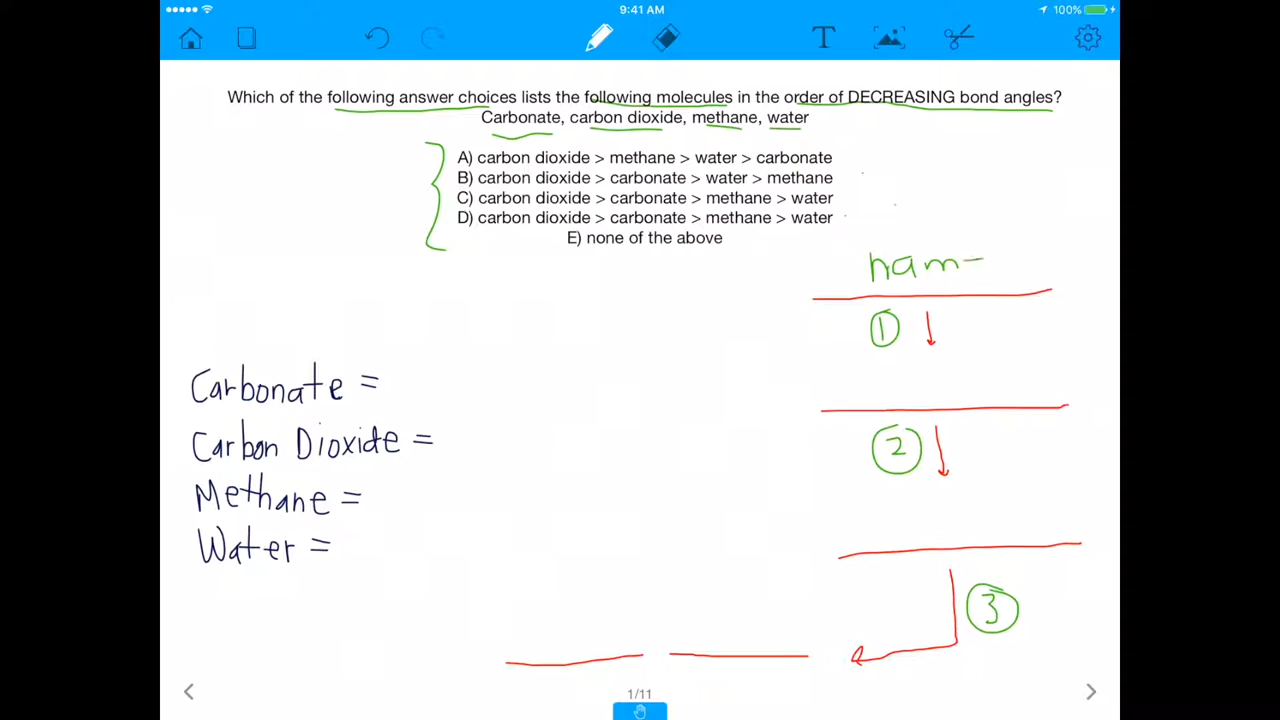 9:41 AM
100%
T
Which of the following answer choices lists the following molecules in the order of DECREASING bond angles?
Carbonate, carbon dioxide, methane, water
A) carbon dioxide > methane > water > carbonate
B) carbon dioxide > carbonate > water > methane
C) carbon dioxide > carbonate > methane > water
D) carbon dioxide > carbonate > methane > water
E) none of the above
nam
1
Carbonate =
2
Carbon Dioxide =
Methane =
Water =
3
1/11